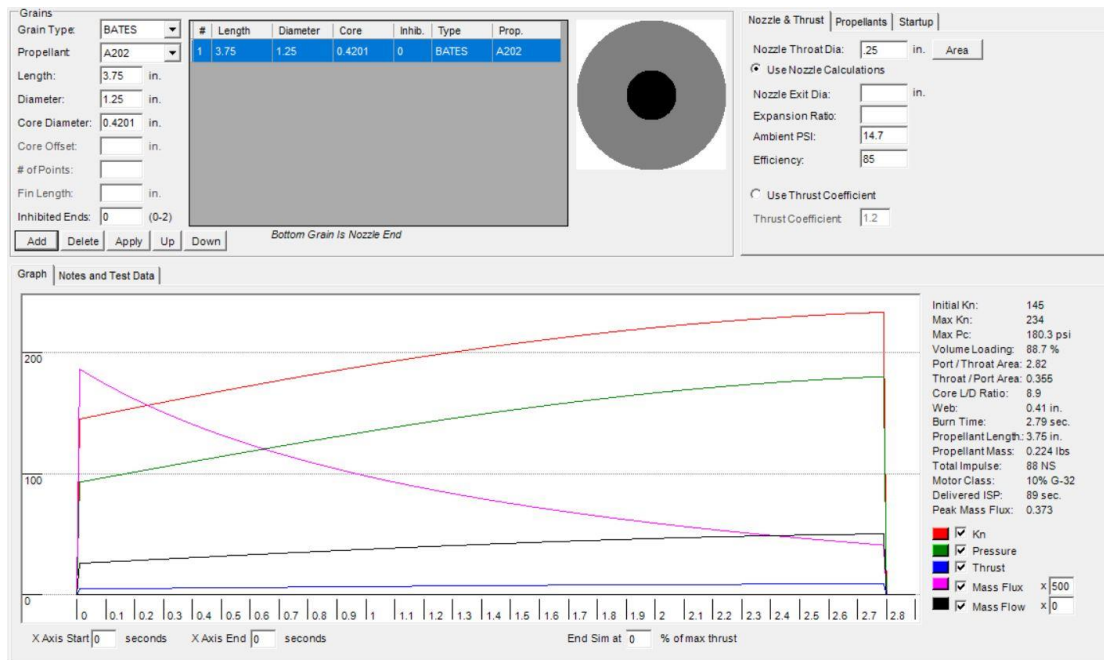 Grains
Grain Type: BATES
Propellant A202
Length: 3.75 in.
Diameter: 1.25 in.
Core Diameter: 0.4201 in.
Core Offset: in.
# of Points:
Fin Length: in.
Inhibited Ends: 0 (0-2)
Add Delete Apply Up Down
# Length Diameter Core Inhib. Type Prop.
1 3.75 1.25 0.4201 0 BATES A202
Bottom Grain Is Nozzle End
Nozzle & Thrust Propellants Startup
Nozzle Throat Dia: .25 in. Area
Use Nozzle Calculations
Nozzle Exit Dia: in.
Expansion Ratio:
Ambient PSI: 14.7
Efficiency: 85
Use Thrust Coefficient
Thrust Coefficient 1.2
Graph Notes and Test Data
200
100
0
0 0.1 0.2 0.3 0.4 0.5 0.6 0.7 0.8 0.9 1 1.1 1.2 1.3 1.4 1.5 1.6 1.7 1.8 1.9 2 2.1 2.2 2.3 2.4 2.5 2.6 2.7 2.8
X Axis Start 0 seconds X Axis End 0 seconds End Sim at 0 % of max thrust
Initial Kn: 145
Max Kn: 234
Max Pc: 180.3 psi
Volume Loading: 88.7 %
Port / Throat Area: 2.82
Throat / Port Area: 0.355
Core L/D Ratio: 8.9
Web: 0.41 in.
Burn Time: 2.79 sec.
Propellant Length: 3.75 in.
Propellant Mass: 0.224 lbs
Total Impulse: 88 NS
Motor Class: 10% G-32
Delivered ISP: 89 sec.
Peak Mass Flux: 0.373
Kn
Pressure
Thrust
Mass Flux x 500
Mass Flow x 0